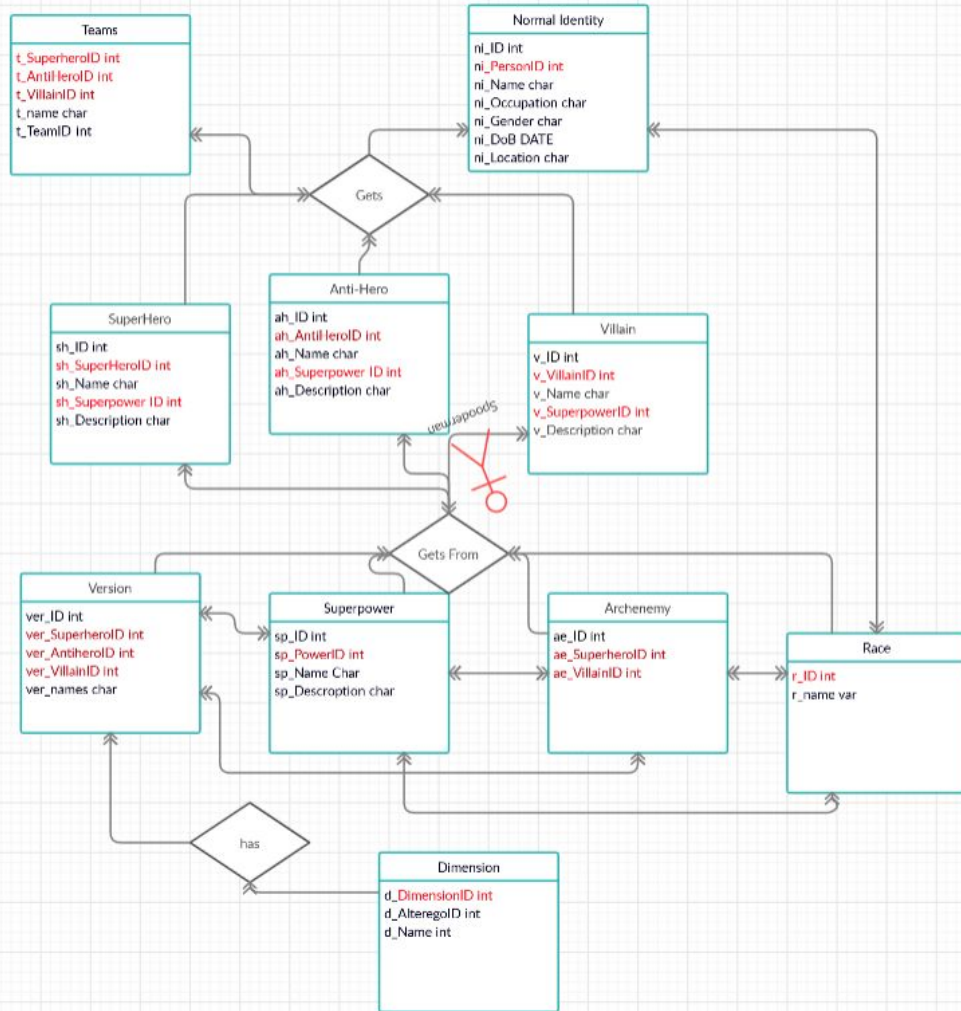 Teams
t_SuperheroID int
t_AntiHeroID int
t_VillainID int
t_name char
t_TeamID int
Normal Identity
ni_ID int
ni_PersonID int
ni_Name char
ni_Occupation char
ni_Gender char
ni_DoB DATE
ni_Location char
Gets
SuperHero
sh_ID int
sh_SuperHeroID int
sh_Name char
sh_Superpower ID int
sh_Description char
Anti-Hero
ah_ID int
ah_AntiHeroID int
ah_Name char
ah_Superpower ID int
ah_Description char
Villain
v_ID int
v_VillainID int
v_Name char
v_SuperpowerID int
v_Description char
Spooderman
Gets From
Version
ver_ID int
ver_SuperheroID int
ver_AntiheroID int
ver_VillainID int
ver_names char
Superpower
sp_ID int
sp_PowerID int
sp_Name Char
sp_Descroption char
Archenemy
ae_ID int
ae_SuperheroID int
ae_VillainID int
Race
r_ID int
r_name var
has
Dimension
d_DimensionID int
d_AlteregoID int
d_Name int